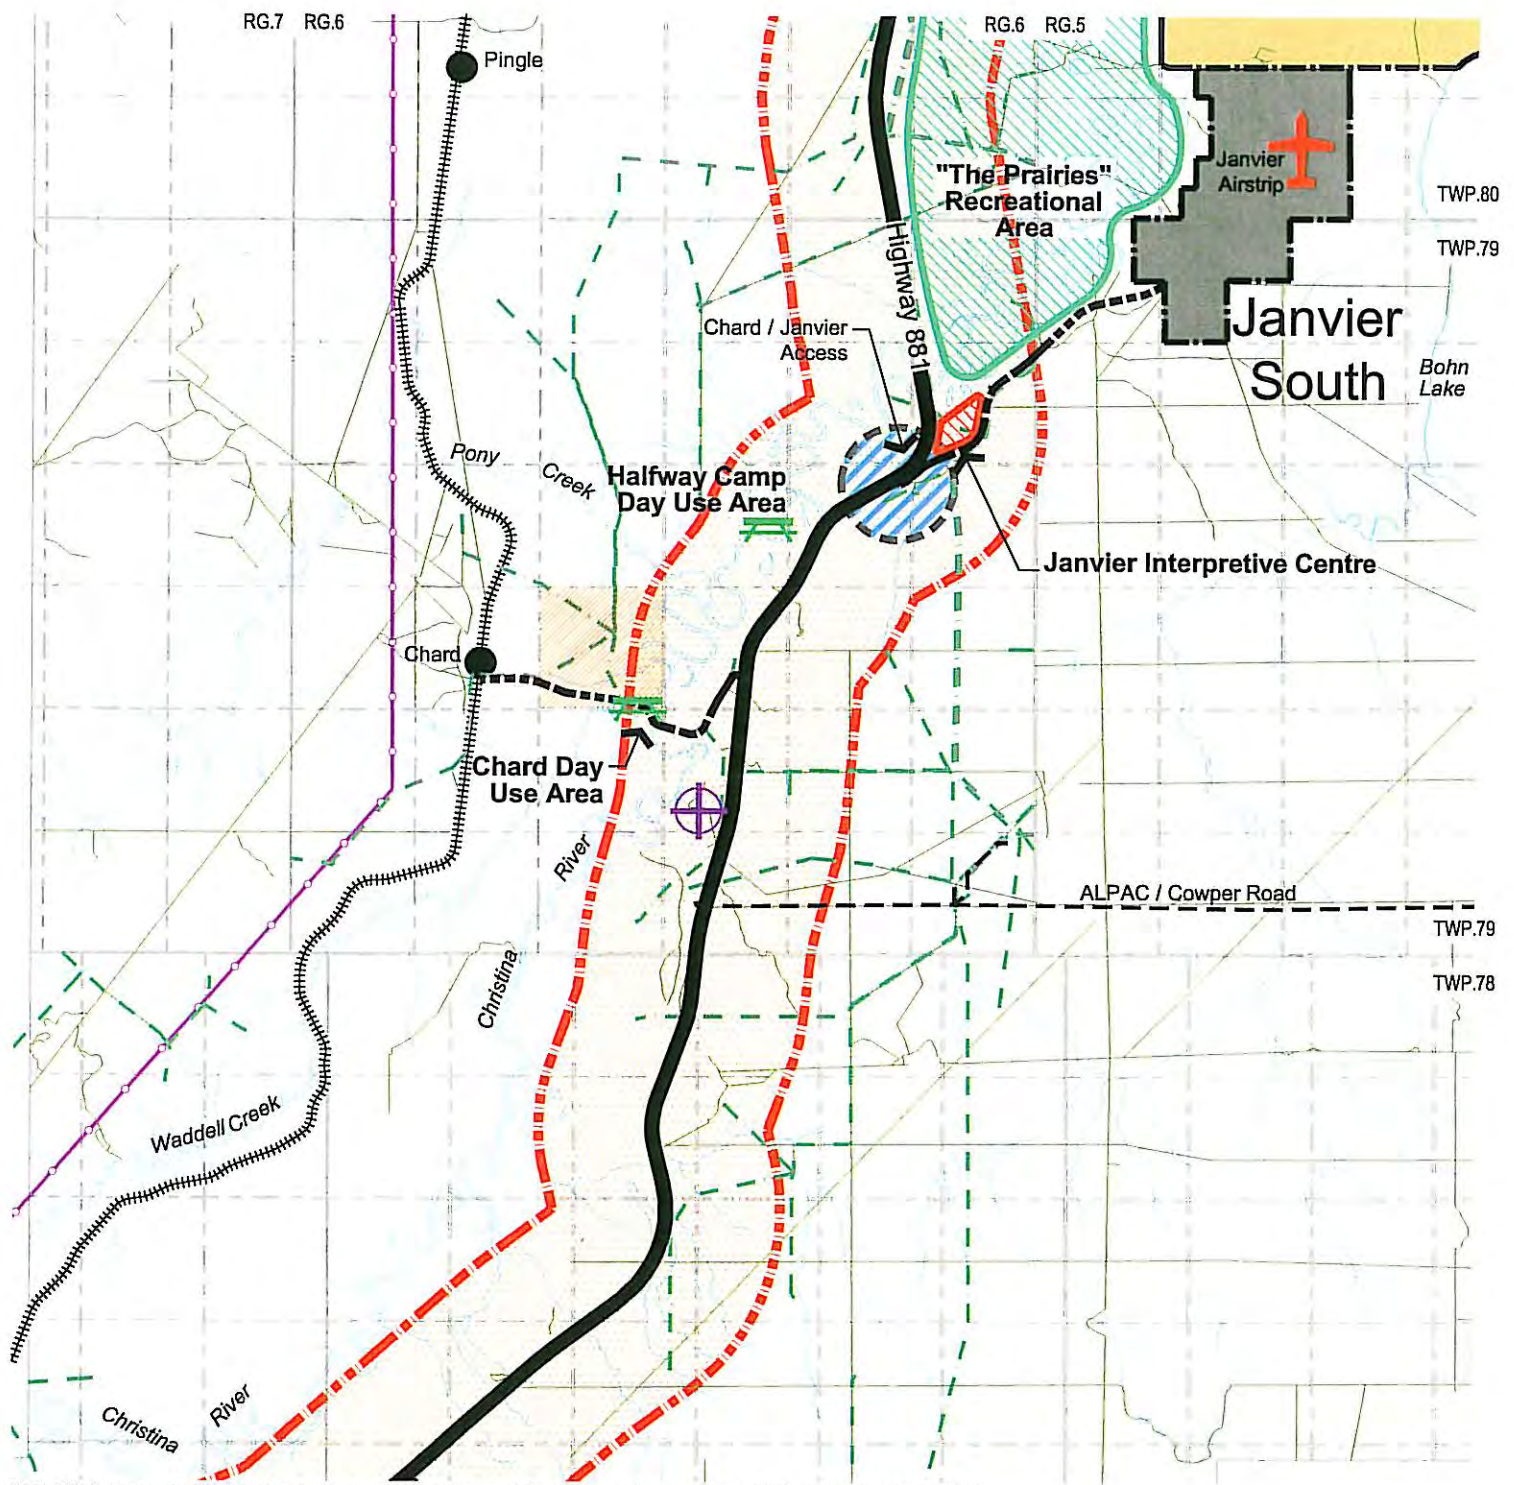 RG.7
RG.6
RG.6
RG.5
Pingle
Janvier
Airstrip
"The Prairies"
Recreational
Area
TWP.80
TWP.79
Highway 881
Chard / Janvier
Access
Janvier
South
Bohn
Lake
Pony
Creek
Halfway Camp
Day Use Area
Janvier Interpretive Centre
Chard
Chard Day
Use Area
River
Christina
ALPAC / Cowper Road
TWP.79
TWP.78
Waddell Creek
Christina
River